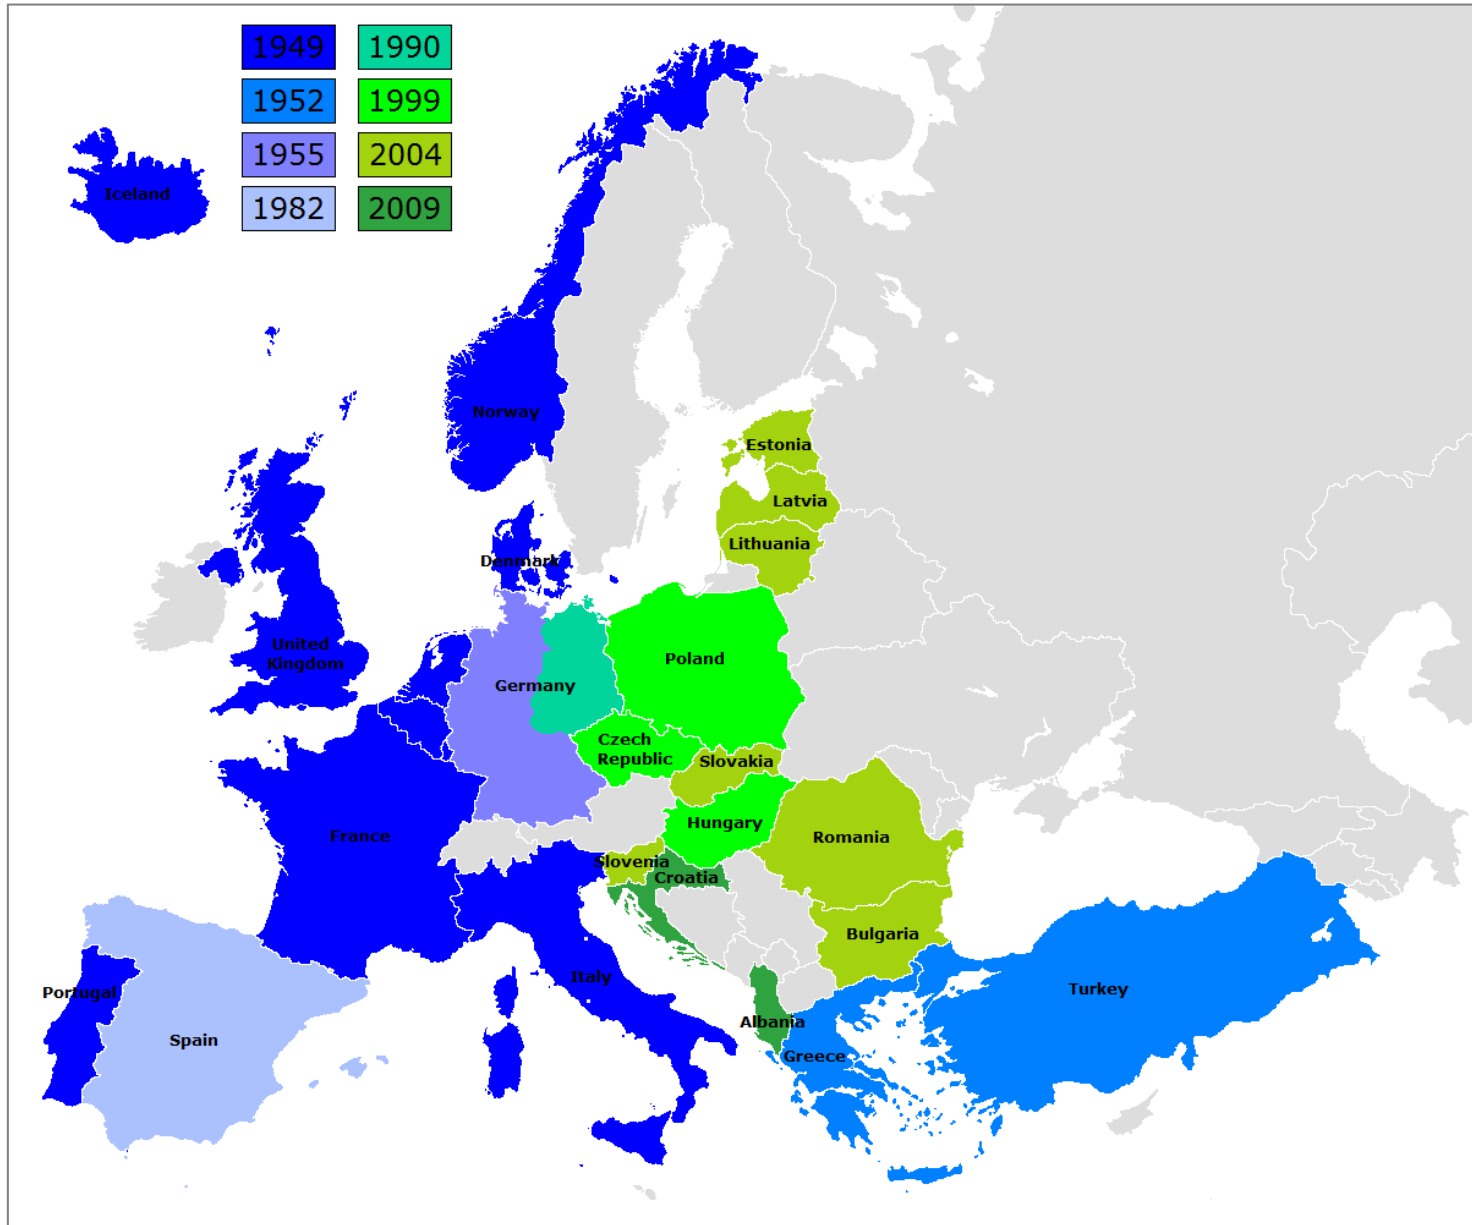 1949 1990
1952 1999
1955 2004
1982 2009
Iceland
Norway
Estonia
Latvia
Lithuania
Denmark
United
Kingdom
Poland
Germany
Czech
Republic
Slovakia
Hungary
France
Romania
Slovenia
Croatia
Bulgaria
Italy
Portugal
Turkey
Albania
Spain
Greece